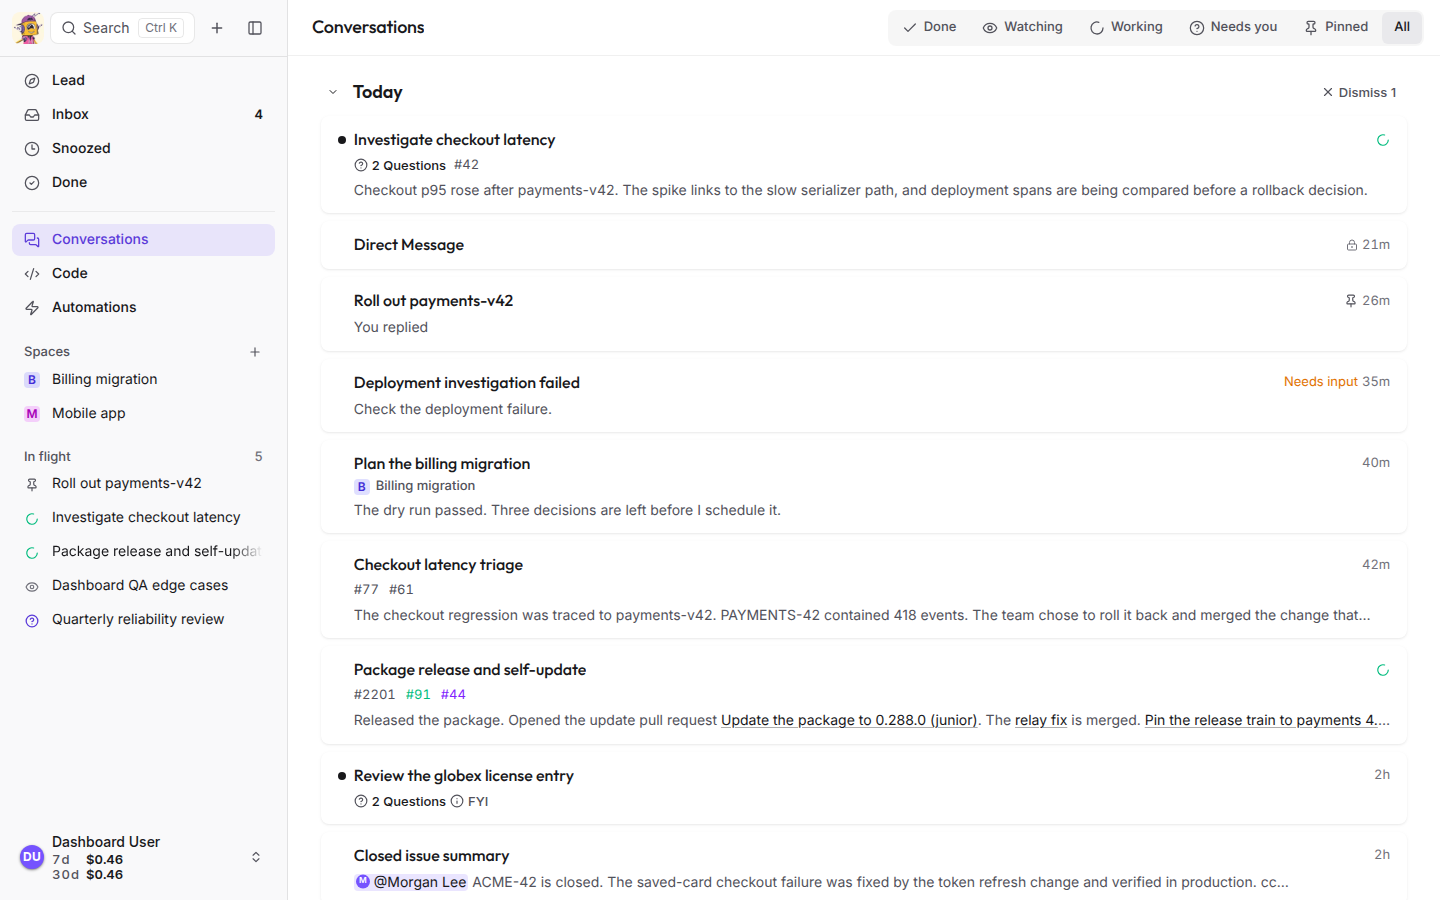 Search Ctrl K
Lead
Inbox 4
Snoozed
Done
Conversations
Code
Automations
Spaces
B Billing migration
M Mobile app
In flight 5
Roll out payments-v42
Investigate checkout latency
Package release and self-updat
Dashboard QA edge cases
Quarterly reliability review
DU Dashboard User
7d $0.46
30d $0.46
Conversations
Done Watching Working Needs you Pinned All
Today Dismiss 1
Investigate checkout latency
2 Questions #42
Checkout p95 rose after payments-v42. The spike links to the slow serializer path, and deployment spans are being compared before a rollback decision.
Direct Message 21m
Roll out payments-v42 26m
You replied
Deployment investigation failed Needs input 35m
Check the deployment failure.
Plan the billing migration 40m
B Billing migration
The dry run passed. Three decisions are left before I schedule it.
Checkout latency triage 42m
#77 #61
The checkout regression was traced to payments-v42. PAYMENTS-42 contained 418 events. The team chose to roll it back and merged the change that...
Package release and self-update
#2201 #91 #44
Released the package. Opened the update pull request Update the package to 0.288.0 (junior). The relay fix is merged. Pin the release train to payments 4....
Review the globex license entry 2h
2 Questions FYI
Closed issue summary 2h
M @Morgan Lee ACME-42 is closed. The saved-card checkout failure was fixed by the token refresh change and verified in production. cc...